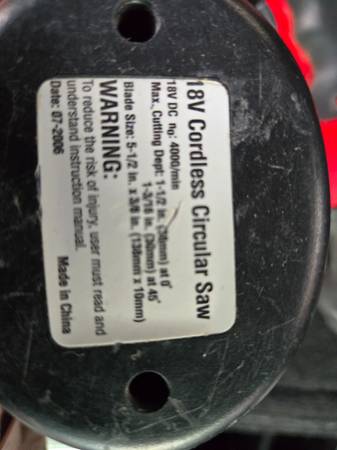 18V Cordless Circular Saw
18V DC n₀: 4000/min
Max. Cutting Dept: 1-1/2 in. (38mm) at 0°
1-3/16 in. (30mm) at 45°
Blade Size: 5-1/2 in. x 3/8 in. (138mm x 10mm)
WARNING:
To reduce the risk of injury, user must read and
understand instruction manual.
Date: 07-2006 Made in China